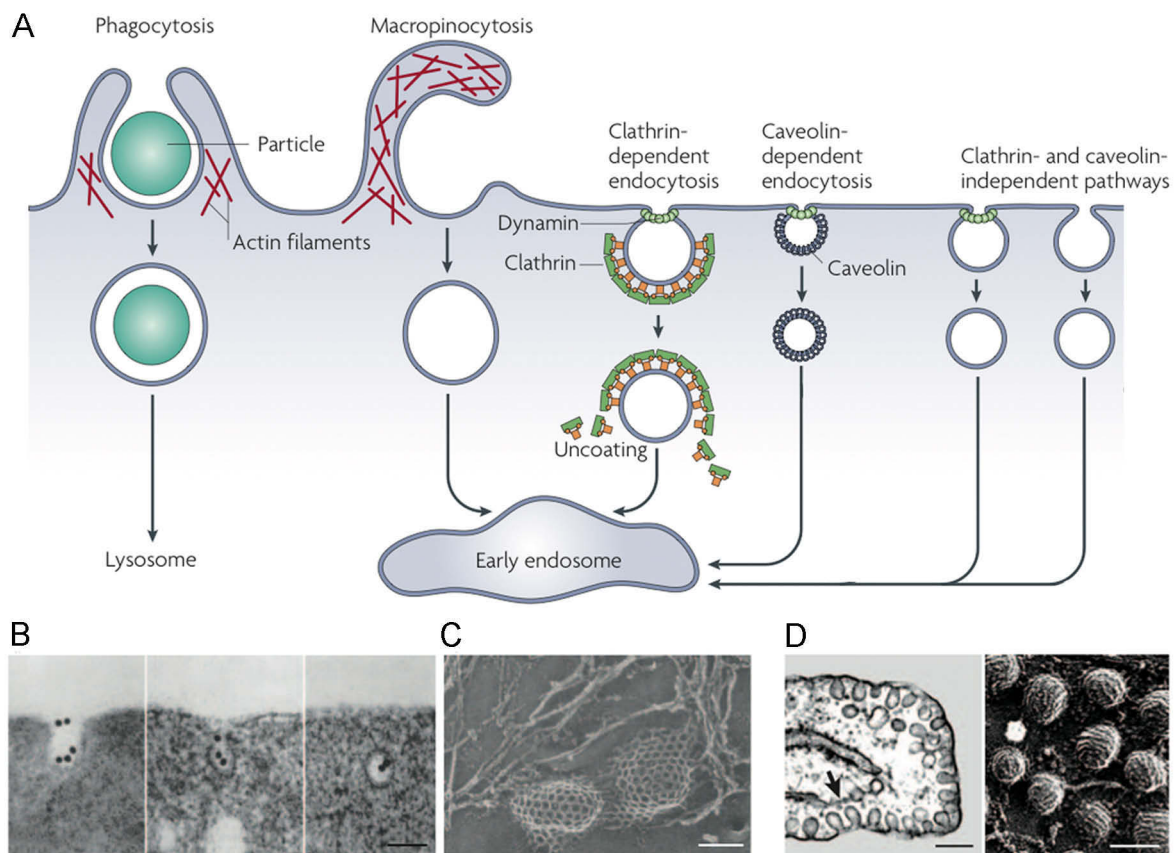 A
Phagocytosis
Macropinocytosis
Particle
Actin filaments
Clathrin-
dependent
endocytosis
Caveolin-
dependent
endocytosis
Clathrin- and caveolin-
independent pathways
Dynamin
Clathrin
Caveolin
Uncoating
Lysosome
Early endosome
B
C
D